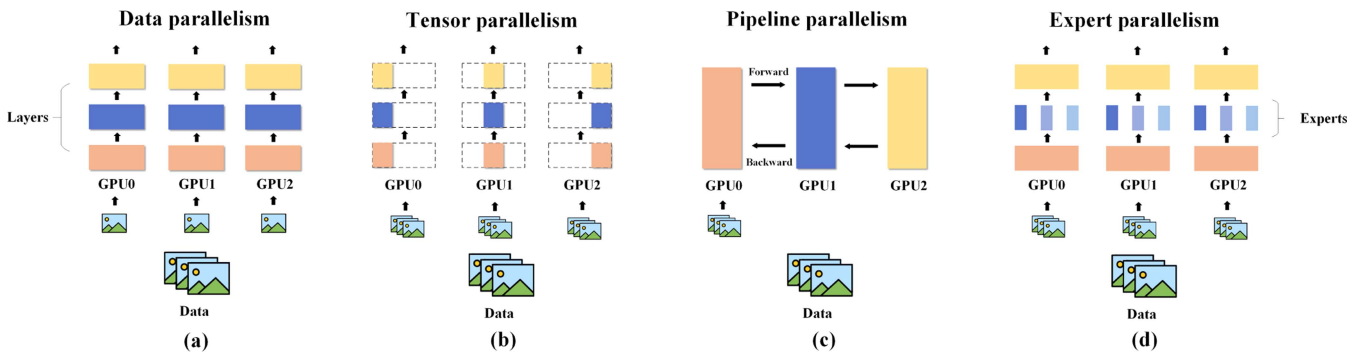 Data parallelism
Layers
GPU0 GPU1 GPU2
Data
(a)
Tensor parallelism
GPU0 GPU1 GPU2
Data
(b)
Pipeline parallelism
Forward
Backward
GPU0 GPU1 GPU2
Data
(c)
Expert parallelism
Experts
GPU0 GPU1 GPU2
Data
(d)